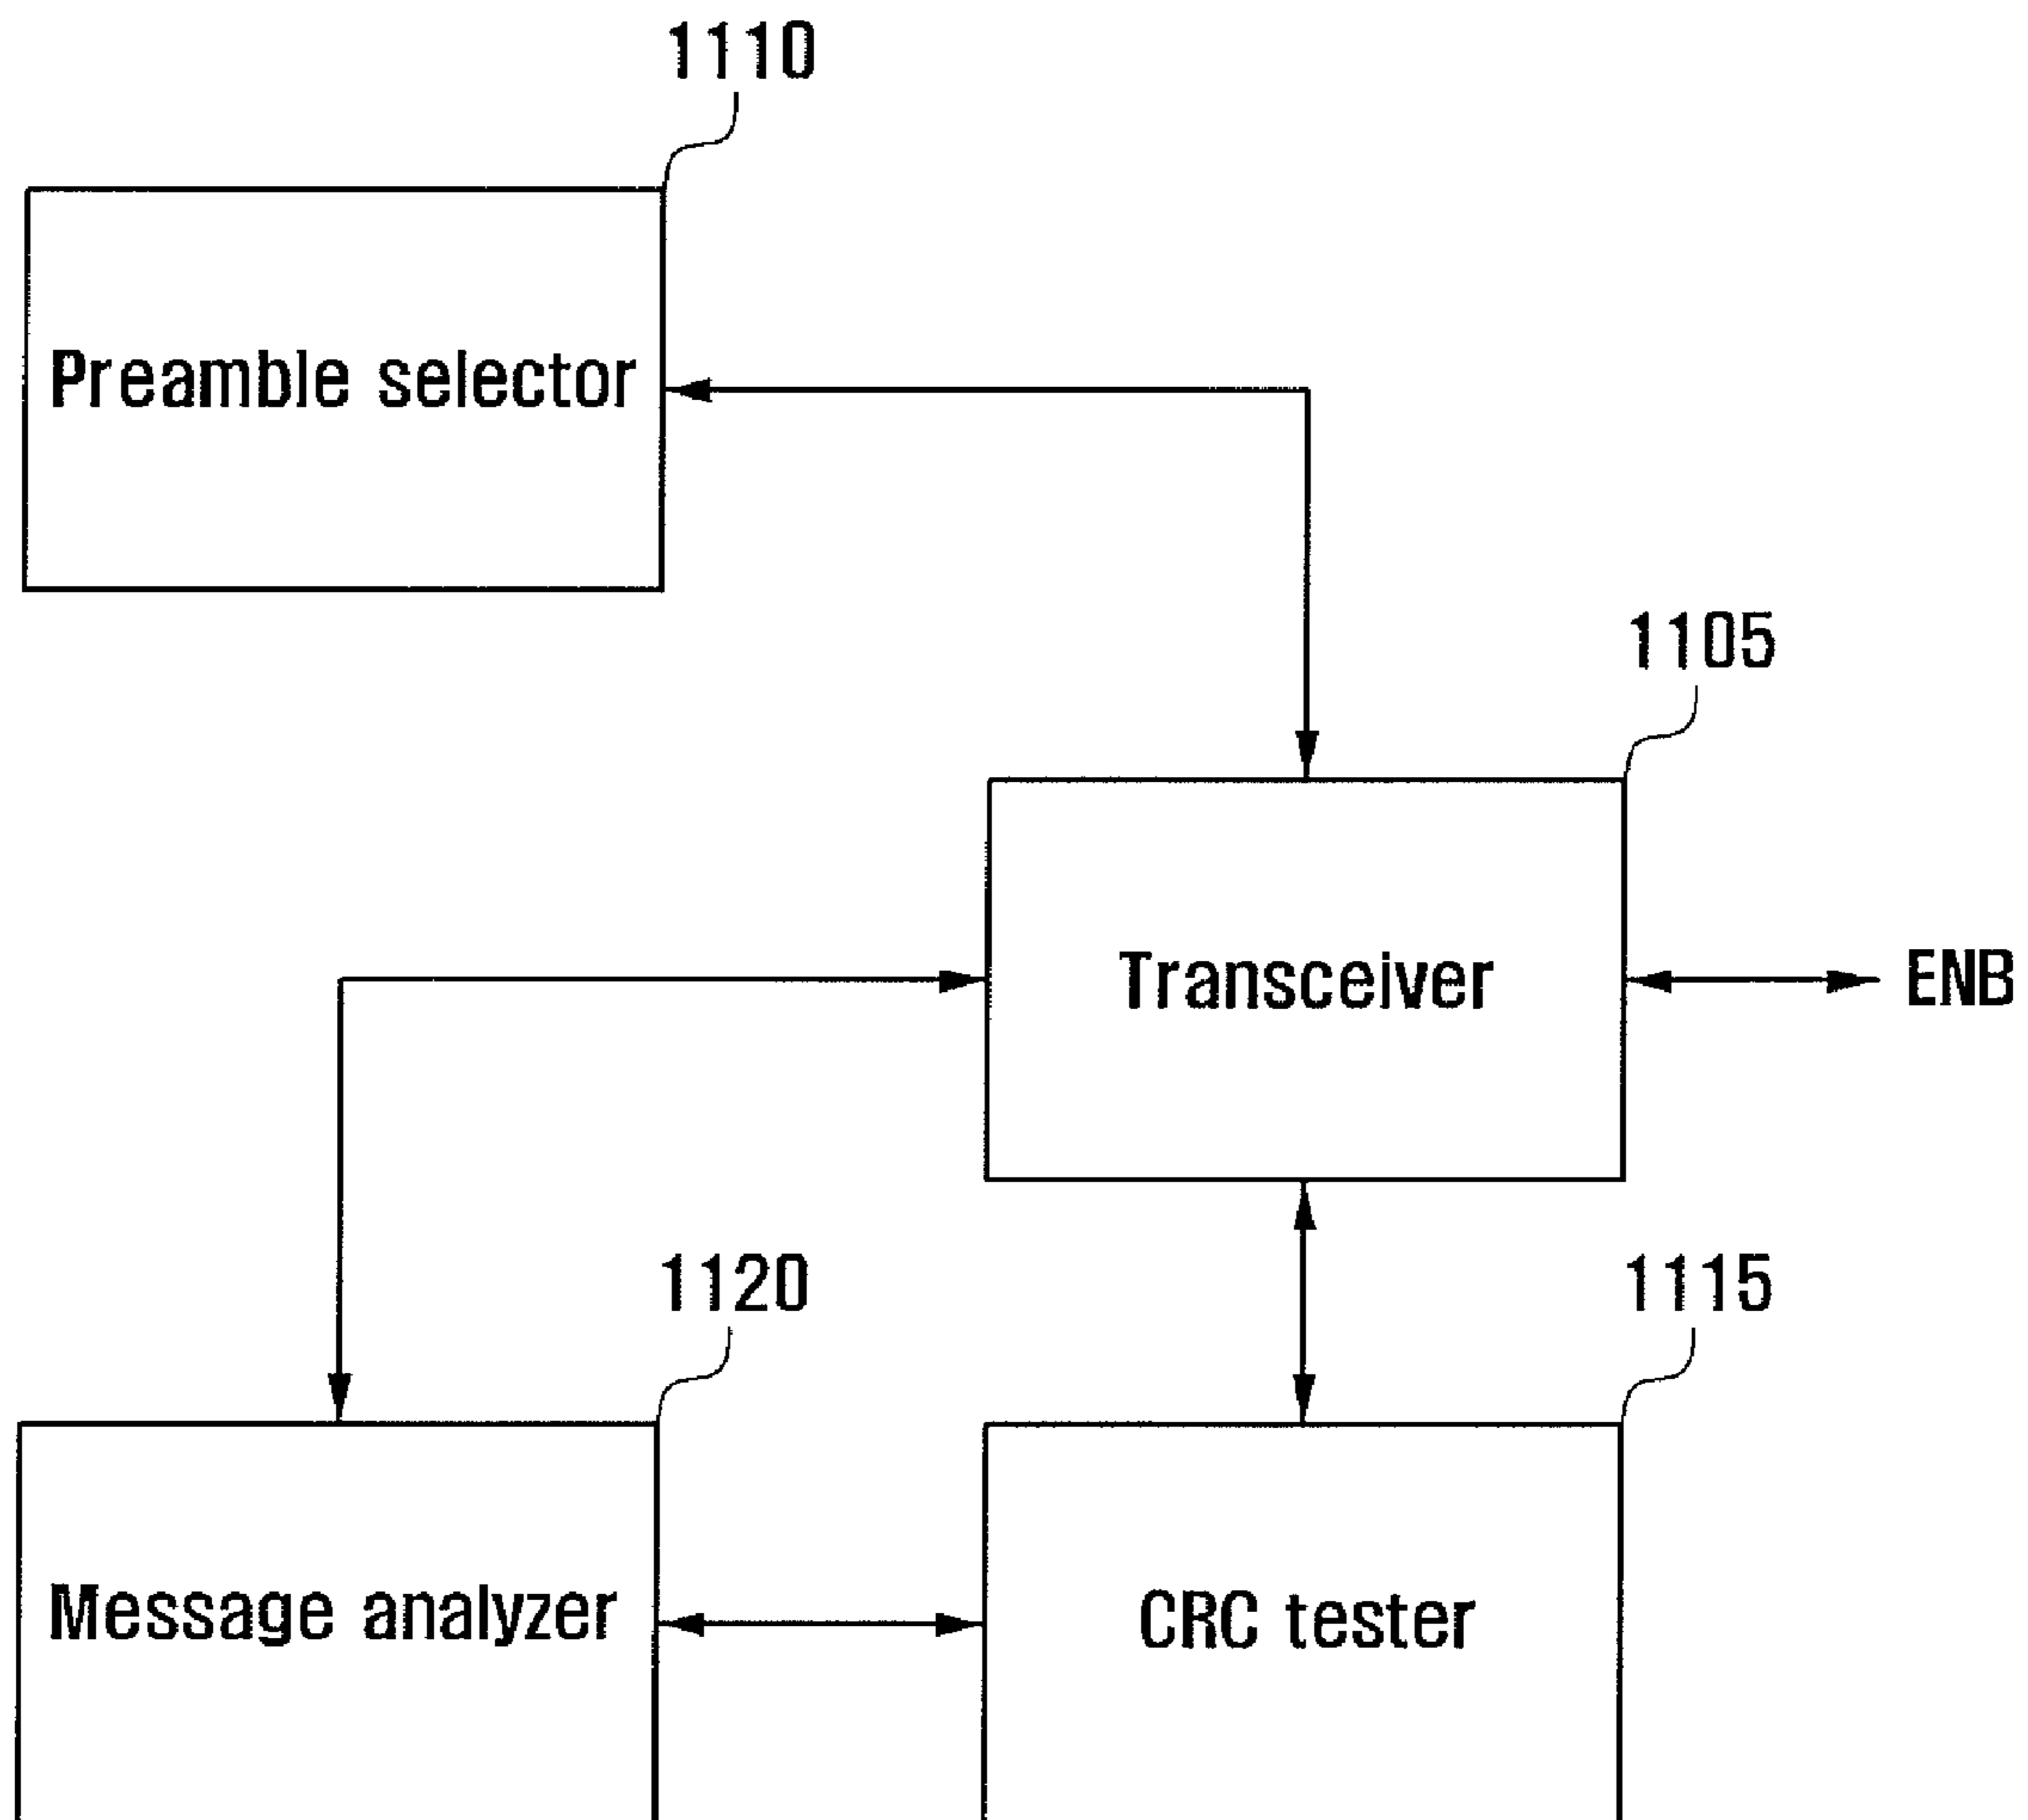 1110
Preamble selector
1105
Transceiver
ENB
1120
1115
Message analyzer
CRC tester